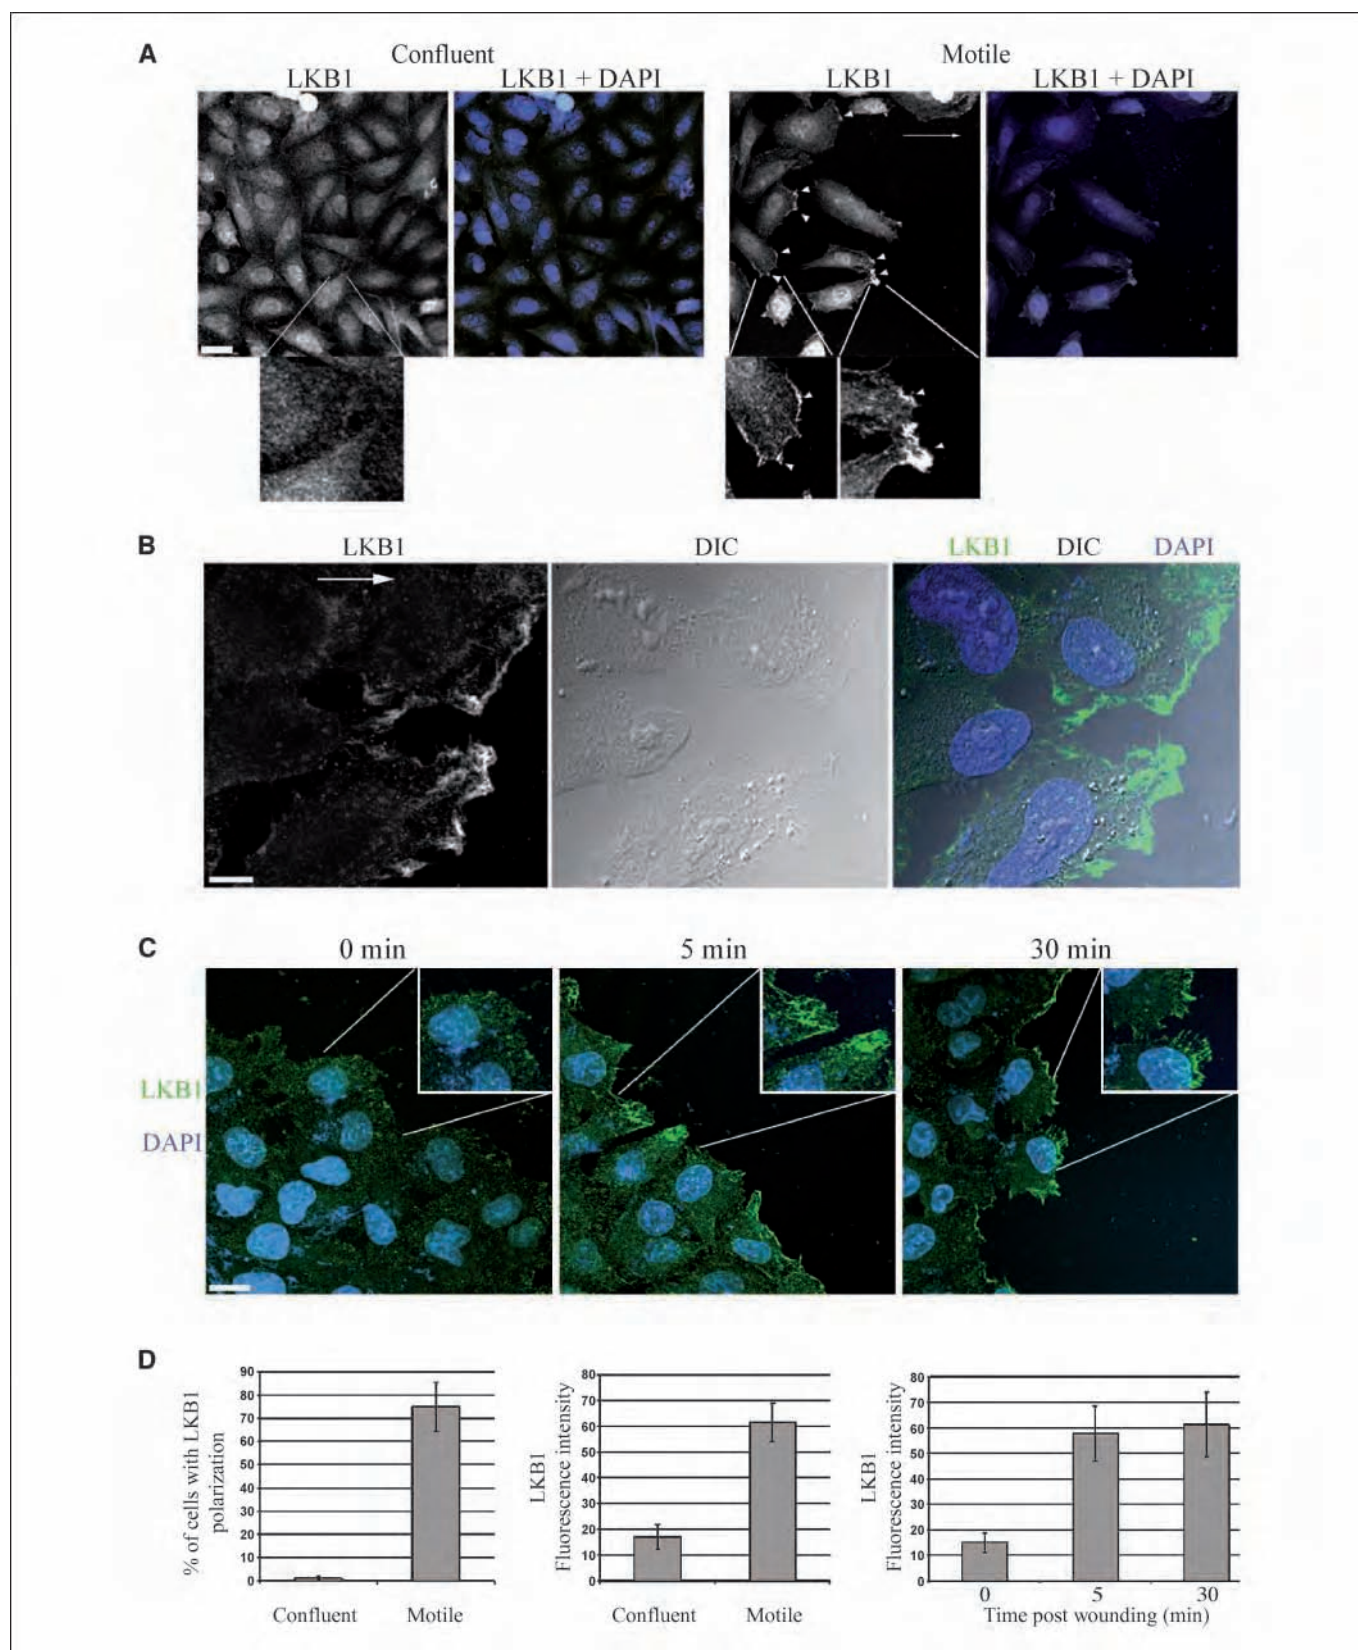 A
Confluent
Motile
LKB1
LKB1 + DAPI
LKB1
LKB1 + DAPI
B
LKB1
DIC
LKB1 DIC DAPI
C
0 min
5 min
30 min
LKB1
DAPI
D
% of cells with LKB1
polarization
90
80
70
60
50
40
30
20
10
0
Confluent
Motile
LKB1
Fluorescence intensity
80
70
60
50
40
30
20
10
0
Confluent
Motile
LKB1
Fluorescence intensity
80
70
60
50
40
30
20
10
0
0
5
30
Time post wounding (min)